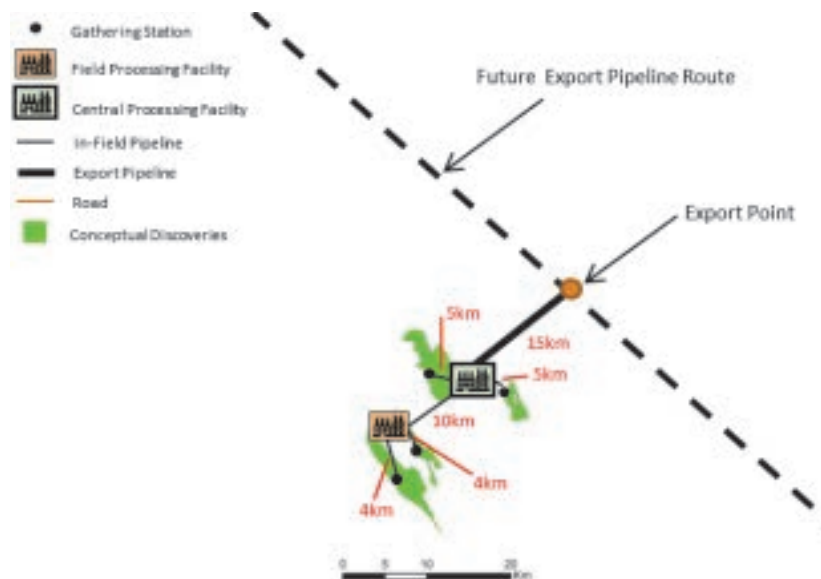 Gathering Station
Field Processing Facility
Central Processing Facility
In-Field Pipeline
Export Pipeline
Road
Conceptual Discoveries
Future Export Pipeline Route
Export Point
5km
15km
5km
10km
4km
4km
0 5 10 20
Km